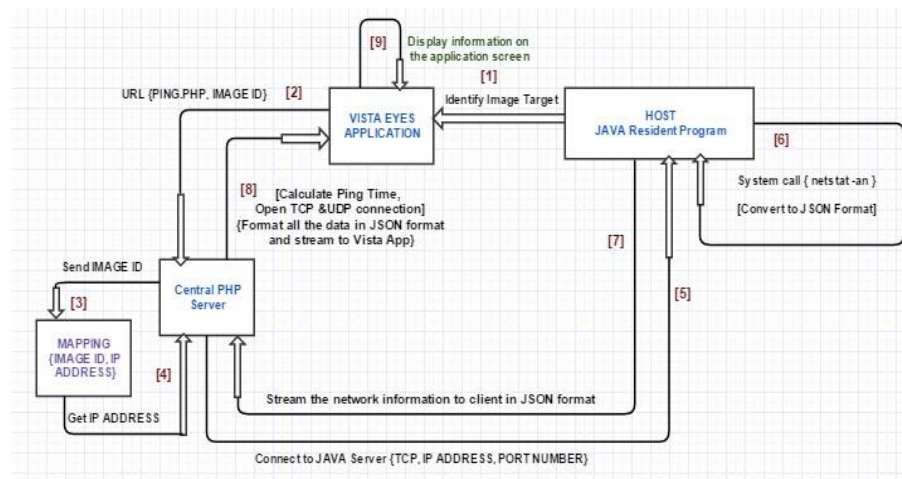 [9]
Display information on
the application screen
[1]
URL {PING.PHP, IMAGE ID}
[2]
Identify Image Target
VISTA EYES
APPLICATION
HOST
JAVA Resident Program
[6]
System call { netstat -an }
[Convert to JSON Format]
[8]
[Calculate Ping Time,
Open TCP &UDP connection]
{Format all the data in JSON format
and stream to Vista App}
[7]
[5]
Send IMAGE ID
[3]
Central PHP
Server
MAPPING
{IMAGE ID, IP
ADDRESS}
[4]
Get IP ADDRESS
Stream the network information to client in JSON format
Connect to JAVA Server {TCP, IP ADDRESS, PORT NUMBER}